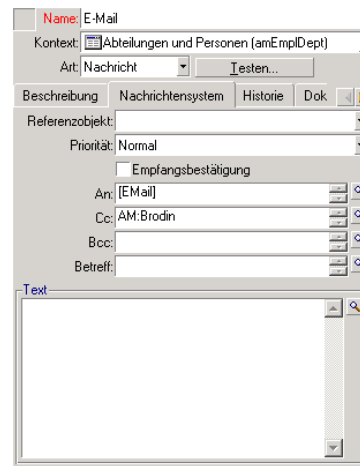 Name: E-Mail
Kontext: Abteilungen und Personen (amEmplDept)
Art: Nachricht Testen...
Beschreibung Nachrichtensystem Historie Dok
Referenzobjekt:
Priorität: Normal
Empfangsbestätigung
An: [EMail]
Cc: AM:Brodin
Bcc:
Betreff:
Text